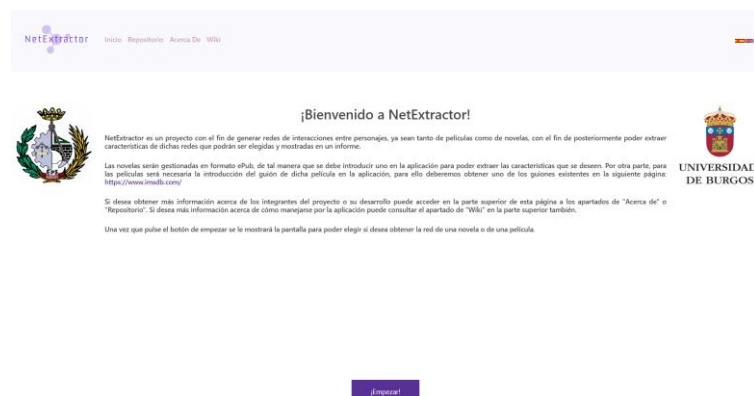 NetExtractor
Inicio Repositorio Acerca De Wiki
¡Bienvenido a NetExtractor!
NetExtractor es un proyecto con el fin de generar redes de interacciones entre personajes, ya sean tanto de películas como de novelas, con el fin de posteriormente poder extraer
características de dichas redes que podrán ser elegidas y mostradas en un informe.
Las novelas serán gestionadas en formato ePub, de tal manera que se debe introducir uno en la aplicación para poder extraer las características que se deseen. Por otra parte, para
las películas será necesaria la introducción del guión de dicha película en la aplicación, para ello deberemos obtener uno de los guiones existentes en la siguiente página:
https://www.imsdb.com/
Si desea obtener más información acerca de los integrantes del proyecto o su desarrollo puede acceder en la parte superior de esta página a los apartados de "Acerca de" o
"Repositorio". Si desea más información acerca de cómo manejarse por la aplicación puede consultar el apartado de "Wiki" en la parte superior también.
Una vez que pulse el botón de empezar se le mostrará la pantalla para poder elegir si desea obtener la red de una novela o de una película.
UNIVERSIDAD
DE BURGOS
¡Empezar!